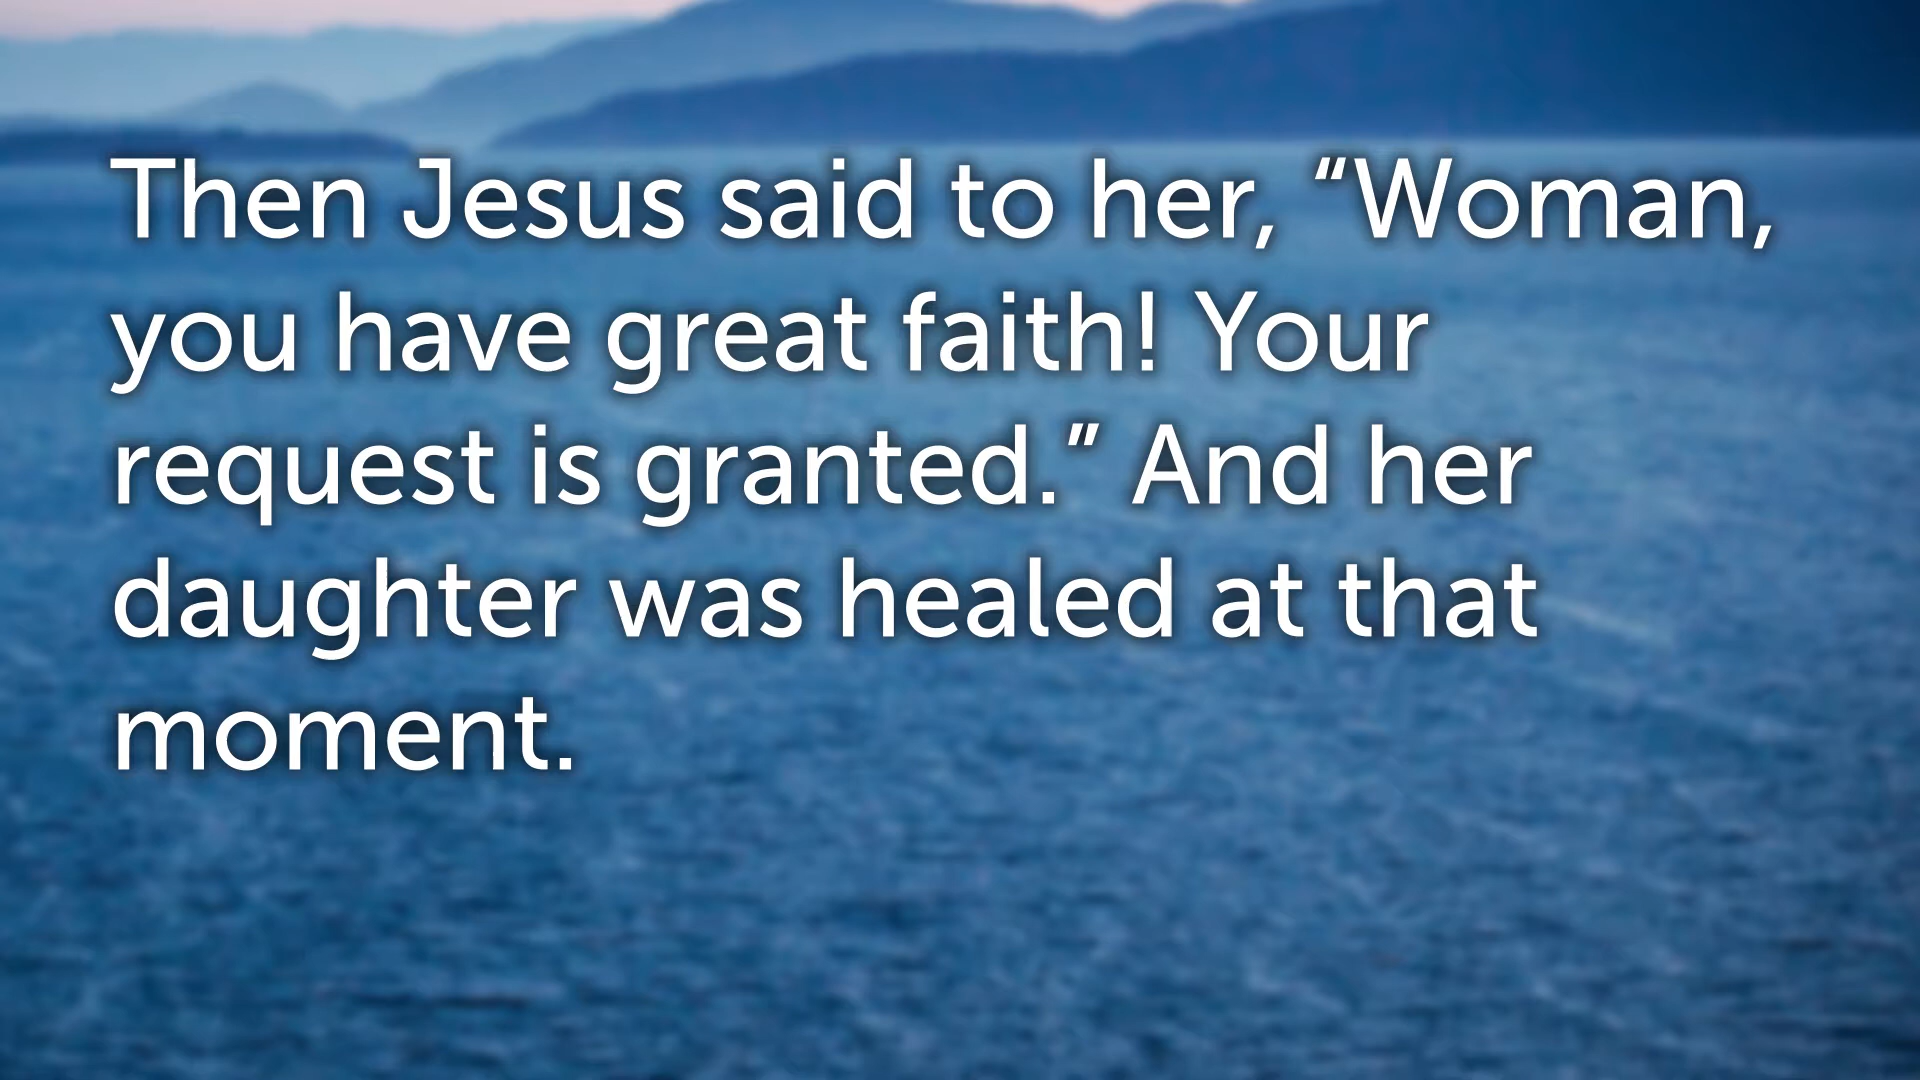 Then Jesus said to her, “Woman,
you have great faith! Your
request is granted.” And her
daughter was healed at that
moment.